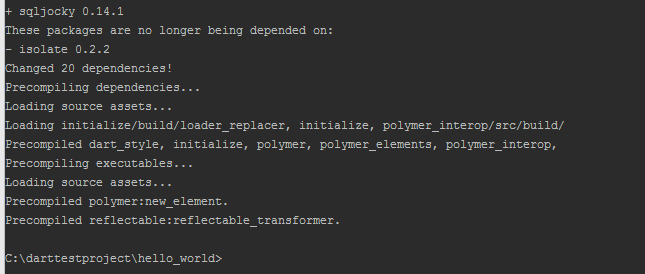 + sqljocky 0.14.1
These packages are no longer being depended on:
- isolate 0.2.2
Changed 20 dependencies!
Precompiling dependencies...
Loading source assets...
Loading initialize/build/loader_replacer, initialize, polymer_interop/src/build/
Precompiled dart_style, initialize, polymer, polymer_elements, polymer_interop,
Precompiling executables...
Loading source assets...
Precompiled polymer:new_element.
Precompiled reflectable:reflectable_transformer.
C:\darttestproject\hello_world>